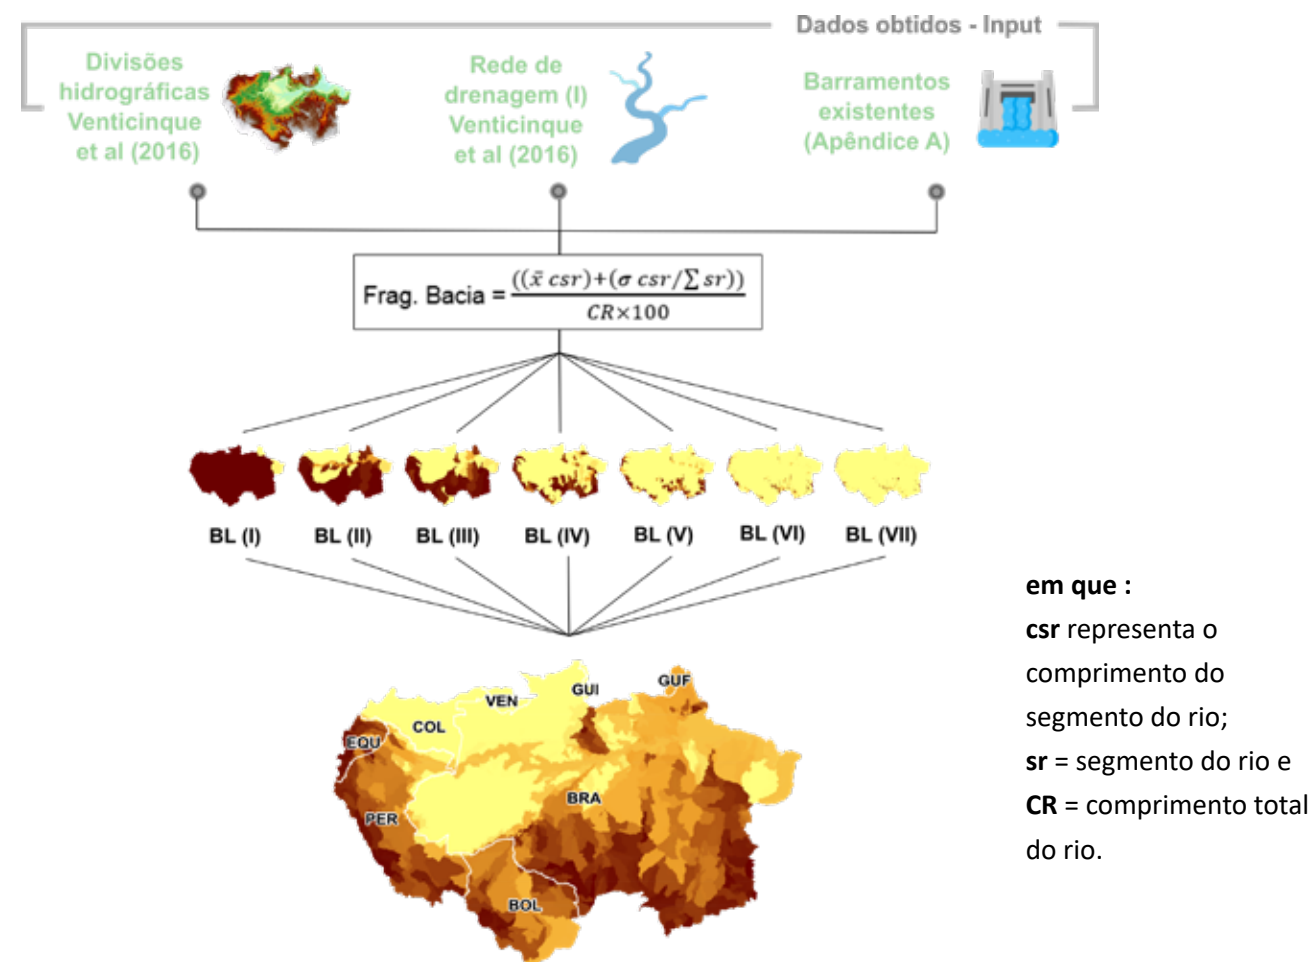 Dados obtidos - Input
Divisões
hidrográficas
Venticinque
et al (2016)
Rede de
drenagem (I)
Venticinque
et al (2016)
Barramentos
existentes
(Apêndice A)
Frag. Bacia = ((x̄ csr)+(σ csr/∑ sr)) / CR×100
BL (I)
BL (II)
BL (III)
BL (IV)
BL (V)
BL (VI)
BL (VII)
em que :
csr representa o
comprimento do
segmento do rio;
sr = segmento do rio e
CR = comprimento total
do rio.
GUF
GUI
VEN
COL
EQU
BRA
PER
BOL